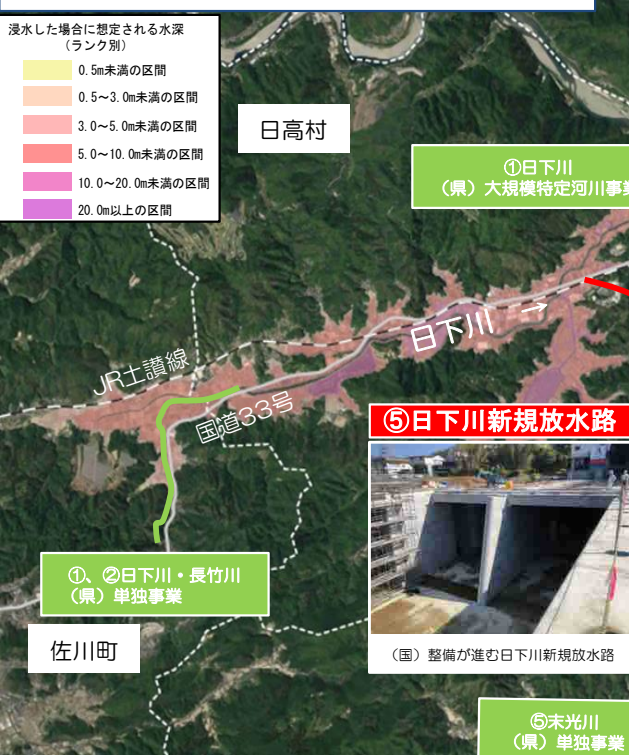 浸水した場合に想定される水深
(ランク別)
0.5m未満の区間
0.5～3.0m未満の区間
3.0～5.0m未満の区間
5.0～10.0m未満の区間
10.0～20.0m未満の区間
20.0m以上の区間
日高村
①日下川
（県）大規模特定河川事業
日下川
JR土讃線
国道33号
⑤日下川新規放水路
（国）整備が進む日下川新規放水路
①、②日下川・長竹川
（県）単独事業
佐川町
⑤末光川
（県）単独事業